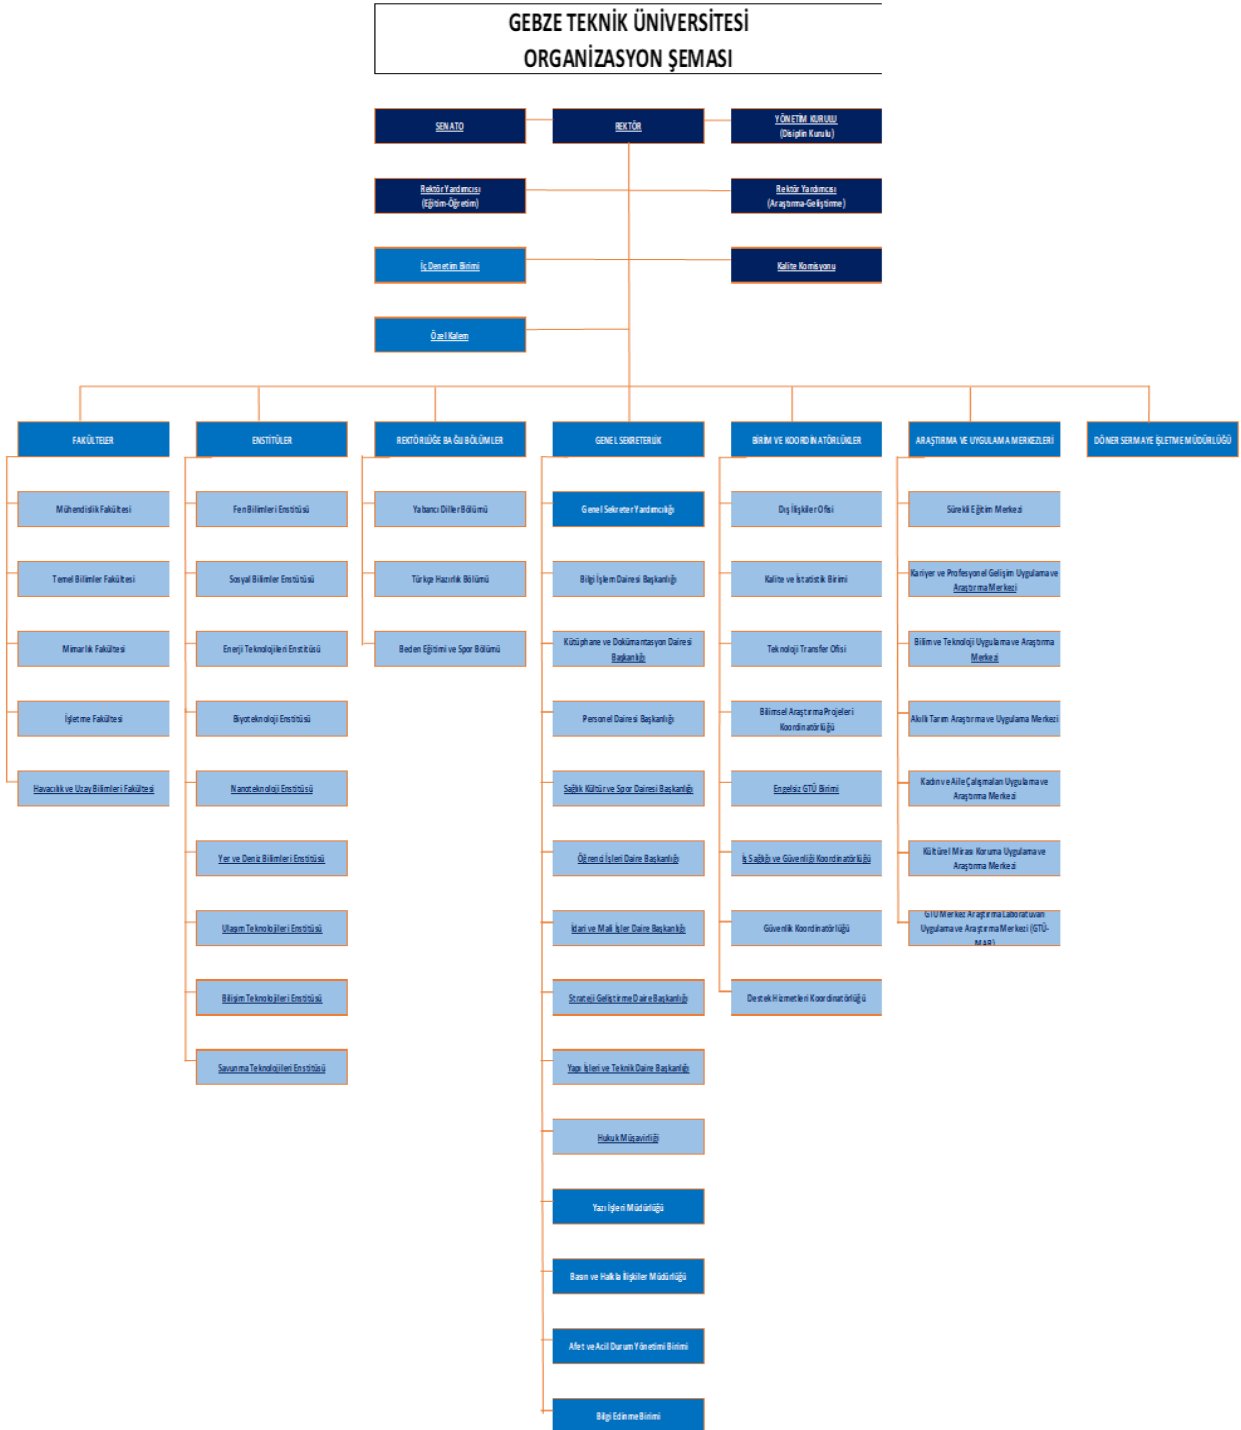 GEBZE TEKNİK ÜNİVERSİTESİ
ORGANİZASYON ŞEMASI
SENATO
REKTÖR
YÖNETİM KURULU
(Disiplin Kurulu)
Rektör Yardımcısı
(Eğitim-Öğretim)
Rektör Yardımcısı
(Araştırma-Geliştirme)
İç Denetim Birimi
Kalite Komisyonu
Özel Kalem
FAKÜLTELER
ENSTİTÜLER
REKTÖRLÜĞE BAĞLI BÖLÜMLER
GENEL SEKRETERLİK
BİRİM VE KOORDİNATÖRLÜKLER
ARAŞTIRMA VE UYGULAMA MERKEZLERİ
DÖNER SERMAYE İŞLETME MÜDÜRLÜĞÜ
Mühendislik Fakültesi
Temel Bilimler Fakültesi
Mimarlık Fakültesi
İşletme Fakültesi
Havacılık ve Uzay Bilimleri Fakültesi
Fen Bilimleri Enstitüsü
Sosyal Bilimler Enstütüsü
Enerji Teknolojileri Enstitüsü
Biyoteknoloji Enstitüsü
Nanoteknoloji Enstitüsü
Yer ve Deniz Bilimleri Enstitüsü
Ulaşım Teknolojileri Enstitüsü
Bilişim Teknolojileri Enstitüsü
Savunma Teknolojileri Enstitüsü
Yabancı Diller Bölümü
Türkçe Hazırlık Bölümü
Beden Eğitimi ve Spor Bölümü
Genel Sekreter Yardımcılığı
Bilgi İşlem Dairesi Başkanlığı
Kütüphane ve Dokümantasyon Dairesi
Başkanlığı
Personel Dairesi Başkanlığı
Sağlık Kültür ve Spor Dairesi Başkanlığı
Öğrenci İşleri Daire Başkanlığı
İdari ve Mali İşler Daire Başkanlığı
Strateji Geliştirme Daire Başkanlığı
Yapı İşleri ve Teknik Daire Başkanlığı
Hukuk Müşavirliği
Yazı İşleri Müdürlüğü
Basın ve Halkla İlişkiler Müdürlüğü
Afet ve Acil Durum Yönetimi Birimi
Bilgi Edinme Birimi
Dış İlişkiler Ofisi
Kalite ve İstatistik Birimi
Teknoloji Transfer Ofisi
Bilimsel Araştırma Projeleri
Koordinatörlüğü
Engelsiz GTÜ Birimi
İş Sağlığı ve Güvenliği Koordinatörlüğü
Güvenlik Koordinatörlüğü
Destek Hizmetleri Koordinatörlüğü
Sürekli Eğitim Merkezi
Kariyer ve Profesyonel Gelişim Uygulama ve
Araştırma Merkezi
Bilim ve Teknoloji Uygulama ve Araştırma
Merkezi
Akıllı Tarım Araştırma ve Uygulama Merkezi
Kadın ve Aile Çalışmaları Uygulama ve
Araştırma Merkezi
Kültürel Mirası Koruma Uygulama ve
Araştırma Merkezi
GTÜ Merkez Araştırma Laboratuvarı
Uygulama ve Araştırma Merkezi (GTÜ-
MAR)